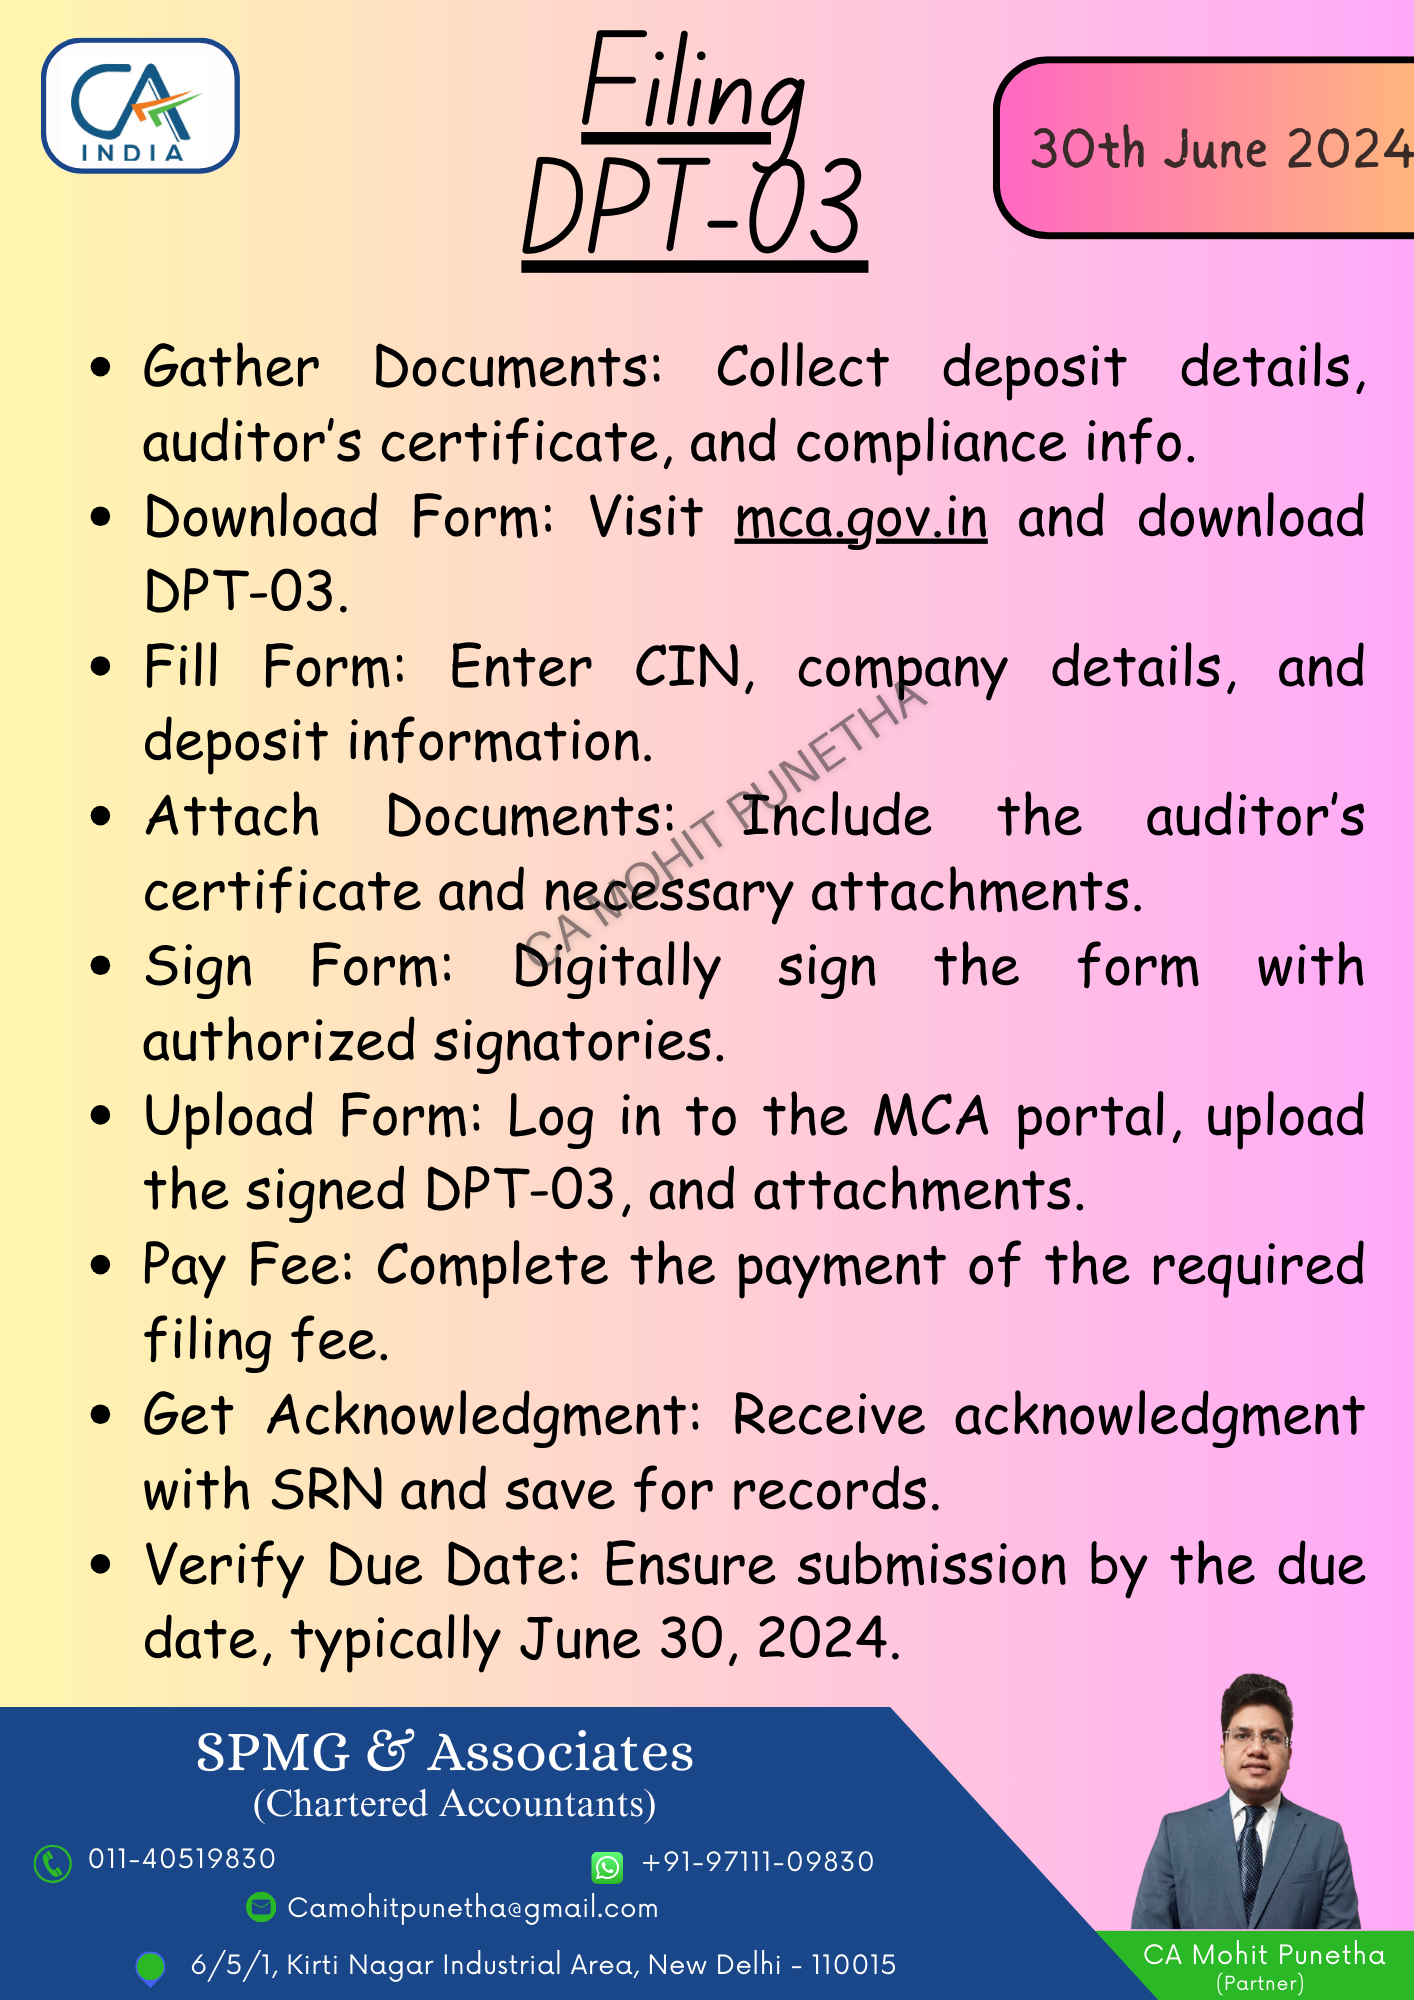 CA
INDIA
Filing
DPT-03
30th June 2024
• Gather Documents: Collect deposit details,
auditor's certificate, and compliance info.
• Download Form: Visit mca.gov.in and download
DPT-03.
• Fill Form: Enter CIN, company details, and
deposit information.
• Attach Documents: Include the auditor's
certificate and necessary attachments.
• Sign Form: Digitally sign the form with
authorized signatories.
• Upload Form: Log in to the MCA portal, upload
the signed DPT-03, and attachments.
• Pay Fee: Complete the payment of the required
filing fee.
• Get Acknowledgment: Receive acknowledgment
with SRN and save for records.
• Verify Due Date: Ensure submission by the due
date, typically June 30, 2024.
CA MOHIT PUNETHA
SPMG & Associates
(Chartered Accountants)
011-40519830
+91-97111-09830
Camohitpunetha@gmail.com
6/5/1, Kirti Nagar Industrial Area, New Delhi - 110015
CA Mohit Punetha
(Partner)